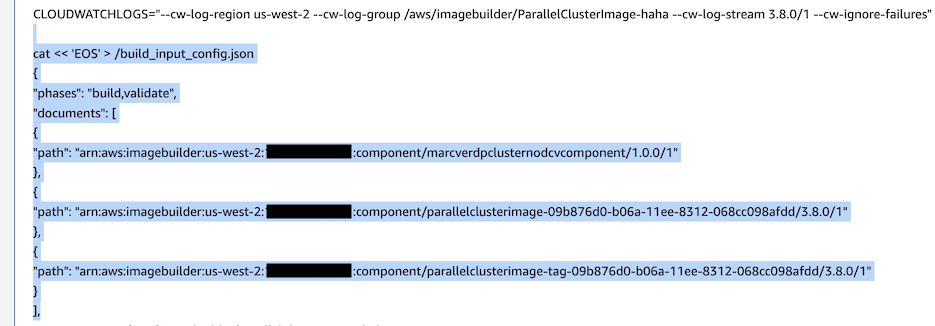 CLOUDWATCHLOGS="--cw-log-region us-west-2 --cw-log-group /aws/imagebuilder/ParallelClusterImage-haha --cw-log-stream 3.8.0/1 --cw-ignore-failures"
cat << 'EOS' > /build_input_config.json
{
"phases": "build,validate",
"documents": [
{
"path": "arn:aws:imagebuilder:us-west-2: :component/marcverdpclusternodcvcomponent/1.0.0/1"
},
{
"path": "arn:aws:imagebuilder:us-west-2: :component/parallelclusterimage-09b876d0-b06a-11ee-8312-068cc098afdd/3.8.0/1"
},
{
"path": "arn:aws:imagebuilder:us-west-2: :component/parallelclusterimage-tag-09b876d0-b06a-11ee-8312-068cc098afdd/3.8.0/1"
}
],